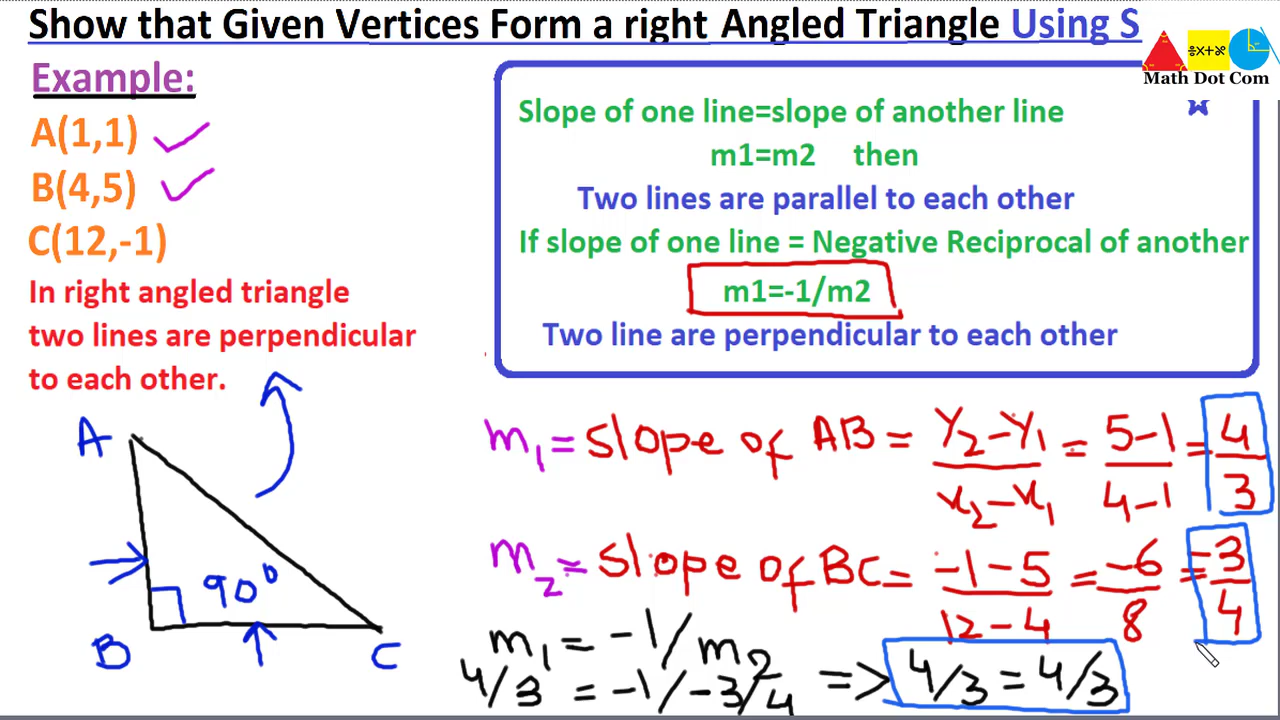 Show that Given Vertices Form a right Angled Triangle Using S
÷×+%
Math Dot Com
Example:
A(1,1)
B(4,5)
C(12,-1)
In right angled triangle
two lines are perpendicular
to each other.
Slope of one line=slope of another line
m1=m2 then
Two lines are parallel to each other
If slope of one line = Negative Reciprocal of another
m1=-1/m2
Two line are perpendicular to each other
A
90°
B
C
m₁ = slope of AB = Y₂-Y₁/x₂-x₁ = 5-1/4-1 = 4/3
m₂ = slope of BC = -1-5/12-4 = -6/8 = -3/4
m₁ = -1/m₂
4/3 = -1/-3/4 => 4/3 = 4/3